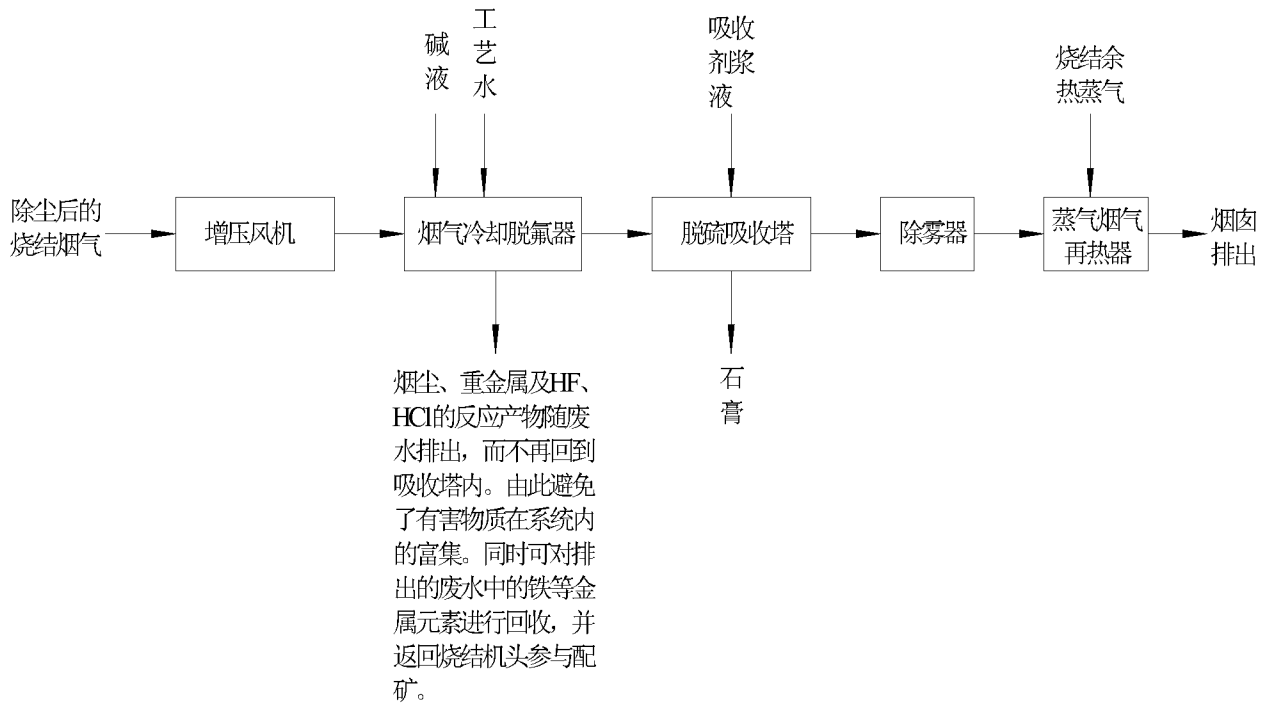 碱液
工艺水
吸收
剂浆
液
烧结余
热蒸气
除尘后的
烧结烟气
增压风机
烟气冷却脱氟器
脱硫吸收塔
除雾器
蒸气烟气
再热器
烟囱
排出
烟尘、重金属及HF、
HCl的反应产物随废
水排出，而不再回到
吸收塔内。由此避免
了有害物质在系统内
的富集。同时可对排
出的废水中的铁等金
属元素进行回收，并
返回烧结机头参与配
矿。
石膏